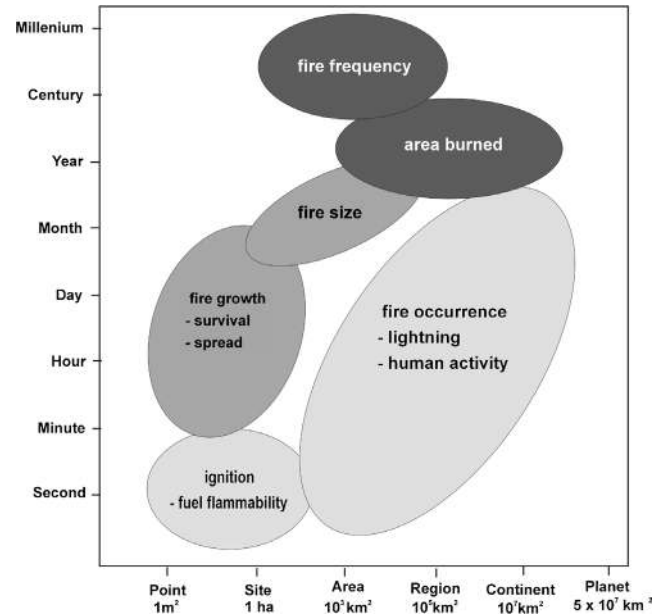 Millenium
fire frequency
Century
area burned
Year
fire size
Month
Day
fire growth
- survival
- spread
fire occurrence
- lightning
- human activity
Hour
Minute
ignition
- fuel flammability
Second
Point
1m²
Site
1 ha
Area
10³km²
Region
10⁵km²
Continent
10⁷km²
Planet
5 x 10⁷ km²